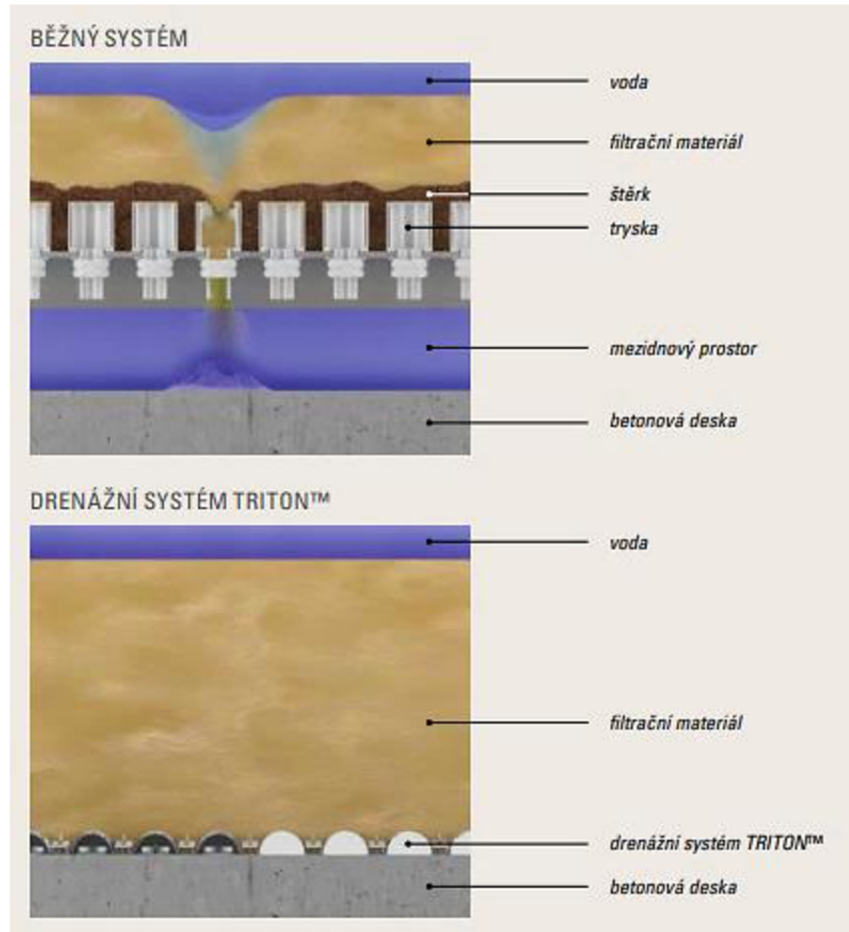 BĚŽNÝ SYSTÉM
voda
filtrační materiál
štěrk
tryska
mezidnový prostor
betonová deska
DRENÁŽNÍ SYSTÉM TRITON™
voda
filtrační materiál
drenážní systém TRITON™
betonová deska